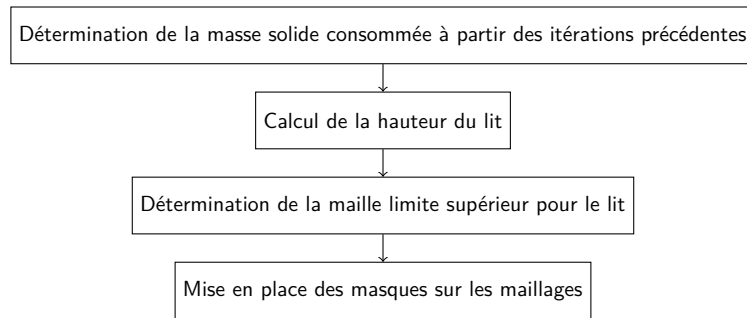 Détermination de la masse solide consommée à partir des itérations précédentes
Calcul de la hauteur du lit
Détermination de la maille limite supérieur pour le lit
Mise en place des masques sur les maillages